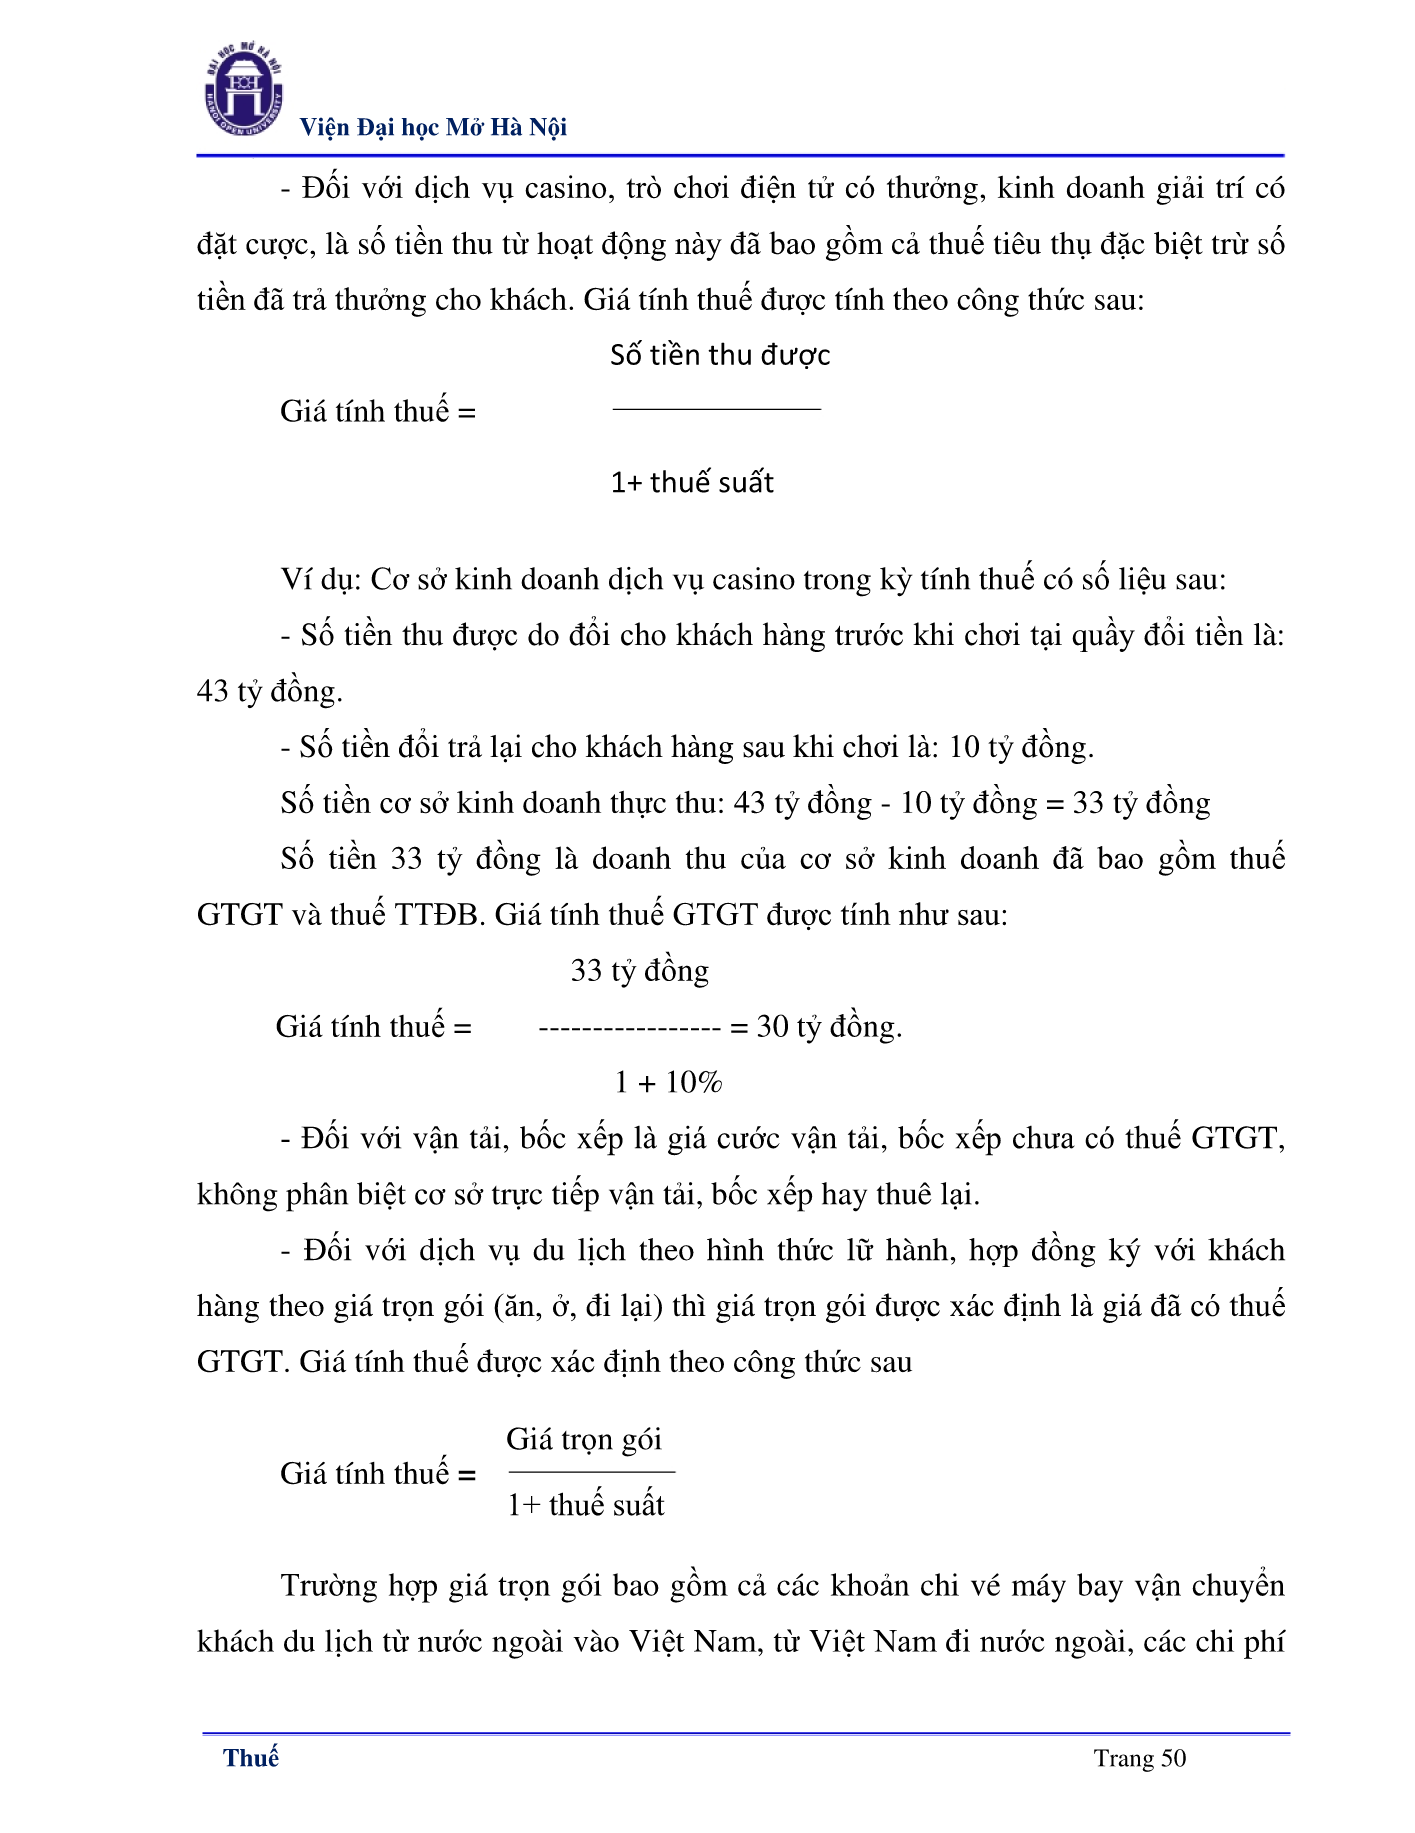 ĐẠI HỌC MỞ HÀ NỘI
HANOI OPEN UNIVERSITY
Viện Đại học Mở Hà Nội
- Đối với dịch vụ casino, trò chơi điện tử có thưởng, kinh doanh giải trí có
đặt cược, là số tiền thu từ hoạt động này đã bao gồm cả thuế tiêu thụ đặc biệt trừ số
tiền đã trả thưởng cho khách. Giá tính thuế được tính theo công thức sau:
Số tiền thu được
Giá tính thuế =
1+ thuế suất
Ví dụ: Cơ sở kinh doanh dịch vụ casino trong kỳ tính thuế có số liệu sau:
- Số tiền thu được do đổi cho khách hàng trước khi chơi tại quầy đổi tiền là:
43 tỷ đồng.
- Số tiền đổi trả lại cho khách hàng sau khi chơi là: 10 tỷ đồng.
Số tiền cơ sở kinh doanh thực thu: 43 tỷ đồng - 10 tỷ đồng = 33 tỷ đồng
Số tiền 33 tỷ đồng là doanh thu của cơ sở kinh doanh đã bao gồm thuế
GTGT và thuế TTĐB. Giá tính thuế GTGT được tính như sau:
33 tỷ đồng
Giá tính thuế = ----------------- = 30 tỷ đồng.
1 + 10%
- Đối với vận tải, bốc xếp là giá cước vận tải, bốc xếp chưa có thuế GTGT,
không phân biệt cơ sở trực tiếp vận tải, bốc xếp hay thuê lại.
- Đối với dịch vụ du lịch theo hình thức lữ hành, hợp đồng ký với khách
hàng theo giá trọn gói (ăn, ở, đi lại) thì giá trọn gói được xác định là giá đã có thuế
GTGT. Giá tính thuế được xác định theo công thức sau
Giá trọn gói
Giá tính thuế =
1+ thuế suất
Trường hợp giá trọn gói bao gồm cả các khoản chi vé máy bay vận chuyển
khách du lịch từ nước ngoài vào Việt Nam, từ Việt Nam đi nước ngoài, các chi phí
Thuế Trang 50